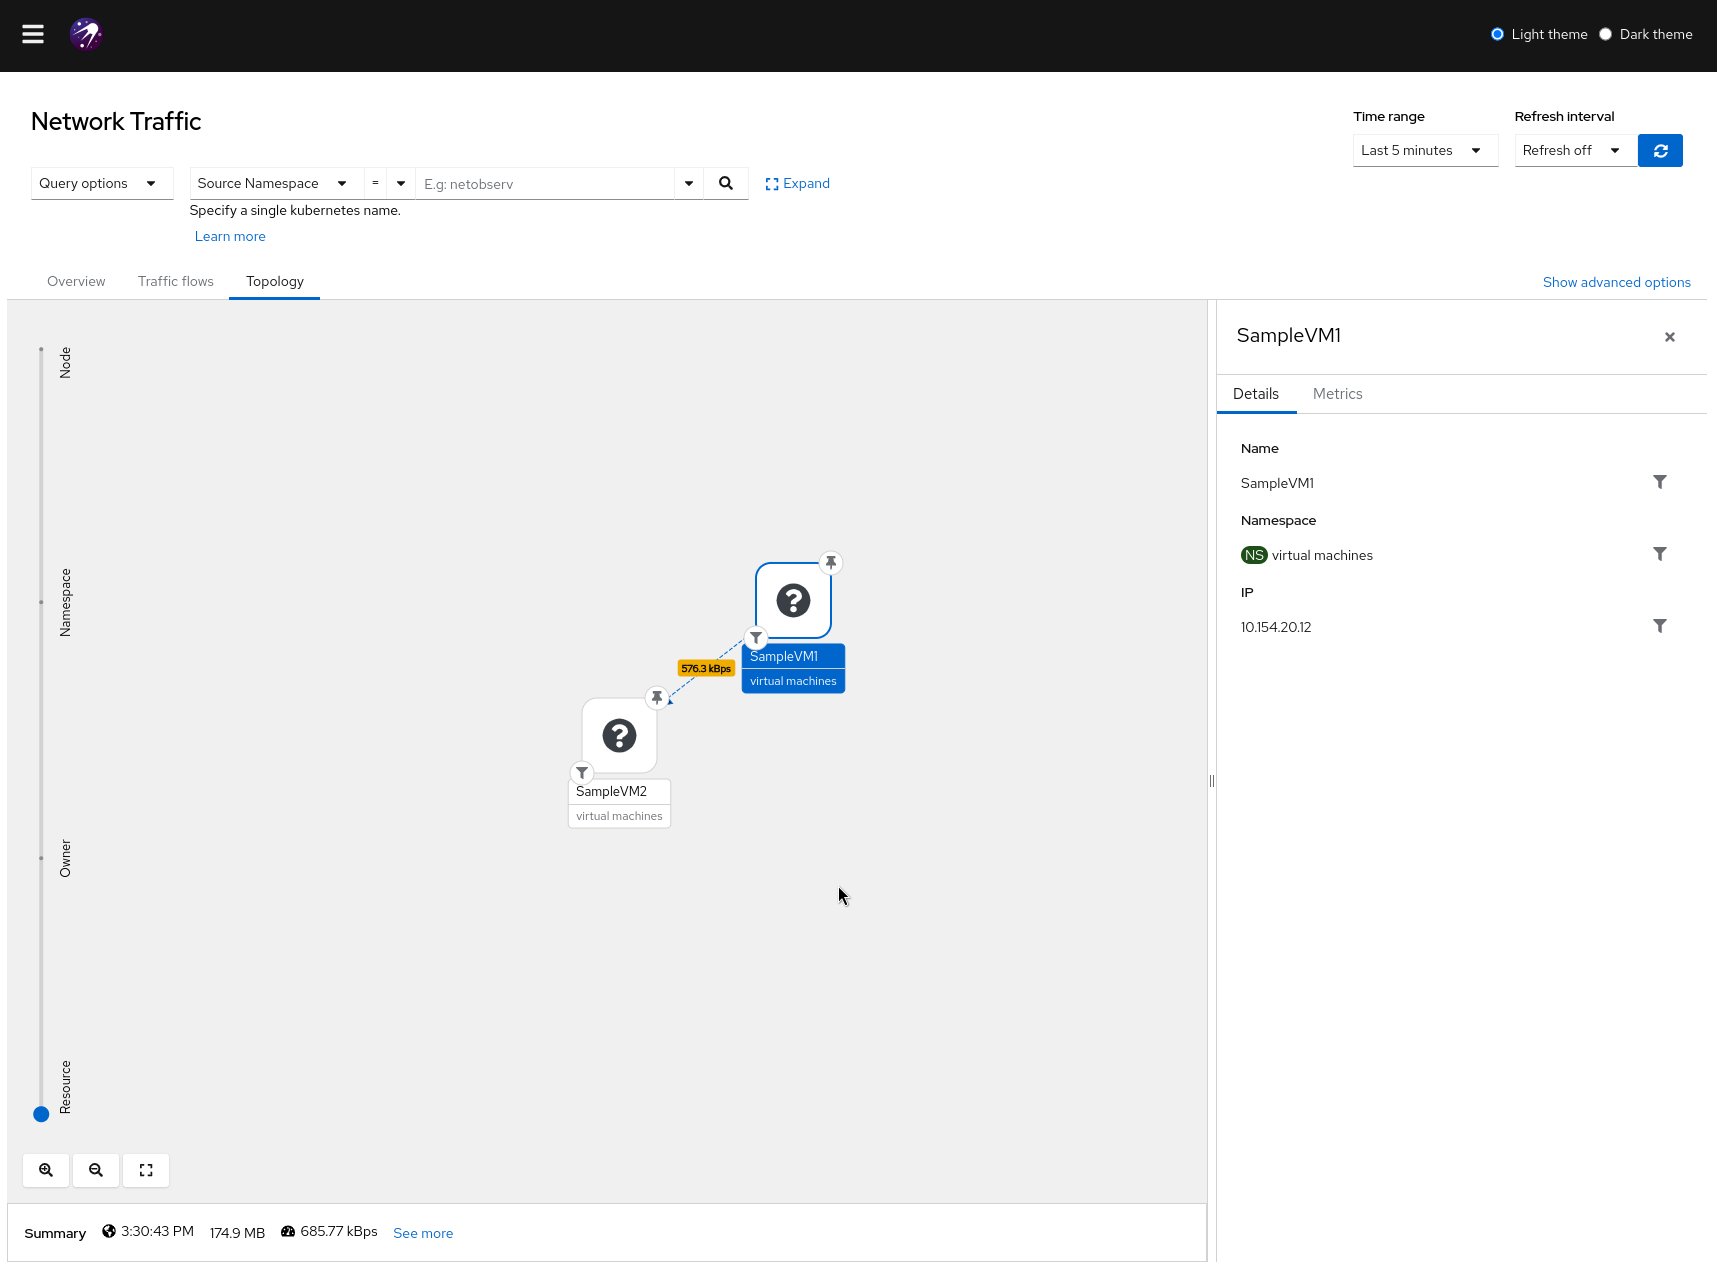 Light theme
Dark theme
Network Traffic
Time range
Refresh interval
Last 5 minutes
Refresh off
Query options
Source Namespace
=
E.g: netobserv
Expand
Specify a single kubernetes name.
Learn more
Overview
Traffic flows
Topology
Show advanced options
Node
Namespace
Owner
Resource
576.3 kBps
SampleVM1
virtual machines
SampleVM2
virtual machines
SampleVM1
Details
Metrics
Name
SampleVM1
Namespace
NS virtual machines
IP
10.154.20.12
Summary 3:30:43 PM 174.9 MB 685.77 kBps See more